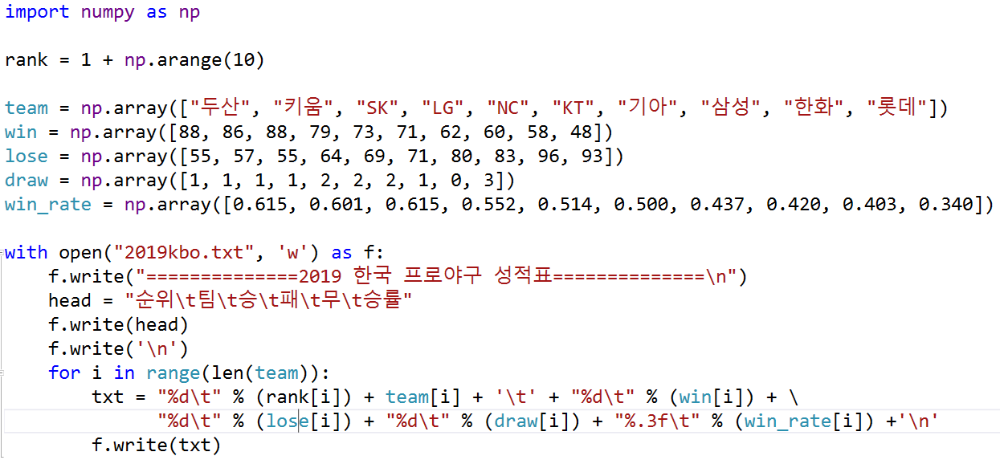 import numpy as np
rank = 1 + np.arange(10)
team = np.array(["두산", "키움", "SK", "LG", "NC", "KT", "기아", "삼성", "한화", "롯데"])
win = np.array([88, 86, 88, 79, 73, 71, 62, 60, 58, 48])
lose = np.array([55, 57, 55, 64, 69, 71, 80, 83, 96, 93])
draw = np.array([1, 1, 1, 1, 2, 2, 2, 1, 0, 3])
win_rate = np.array([0.615, 0.601, 0.615, 0.552, 0.514, 0.500, 0.437, 0.420, 0.403, 0.340])
with open("2019kbo.txt", 'w') as f:
    f.write("==============2019 한국 프로야구 성적표==============\n")
    head = "순위\t팀\t승\t패\t무\t승률"
    f.write(head)
    f.write('\n')
    for i in range(len(team)):
        txt = "%d\t" % (rank[i]) + team[i] + '\t' + "%d\t" % (win[i]) + \
              "%d\t" % (lose[i]) + "%d\t" % (draw[i]) + "%.3f\t" % (win_rate[i]) +'\n'
        f.write(txt)